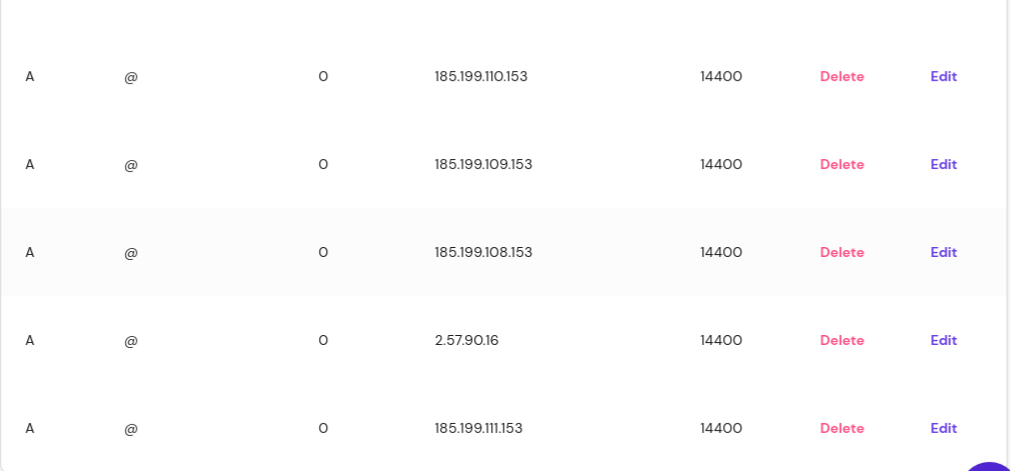 A @ 0 185.199.110.153 14400 Delete Edit
A @ 0 185.199.109.153 14400 Delete Edit
A @ 0 185.199.108.153 14400 Delete Edit
A @ 0 2.57.90.16 14400 Delete Edit
A @ 0 185.199.111.153 14400 Delete Edit